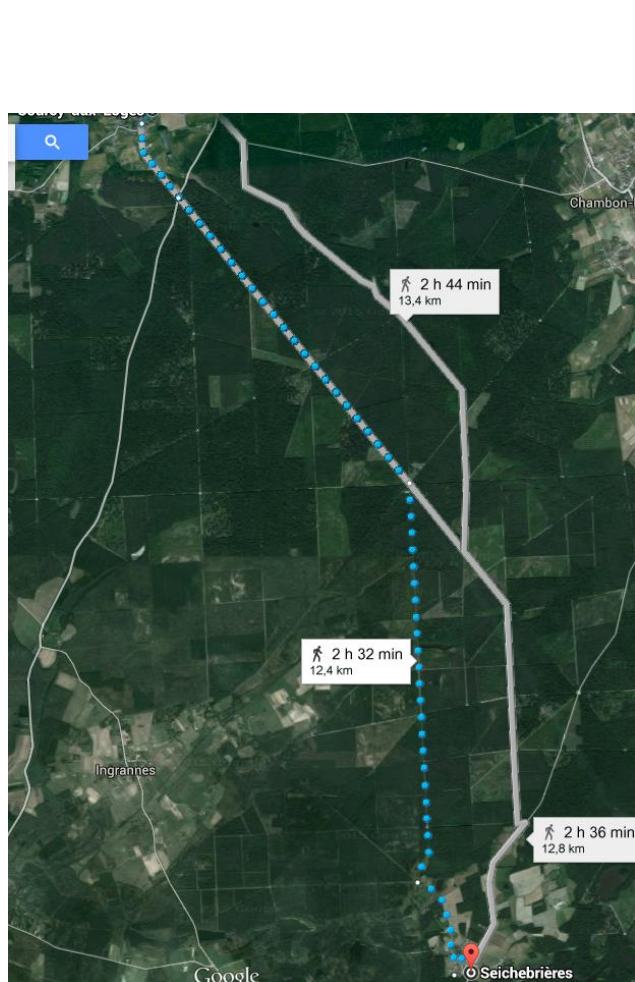 Chambon-
2 h 44 min
13,4 km
2 h 32 min
12,4 km
Ingrannes
2 h 36 min
12,8 km
Google
Seichebrières